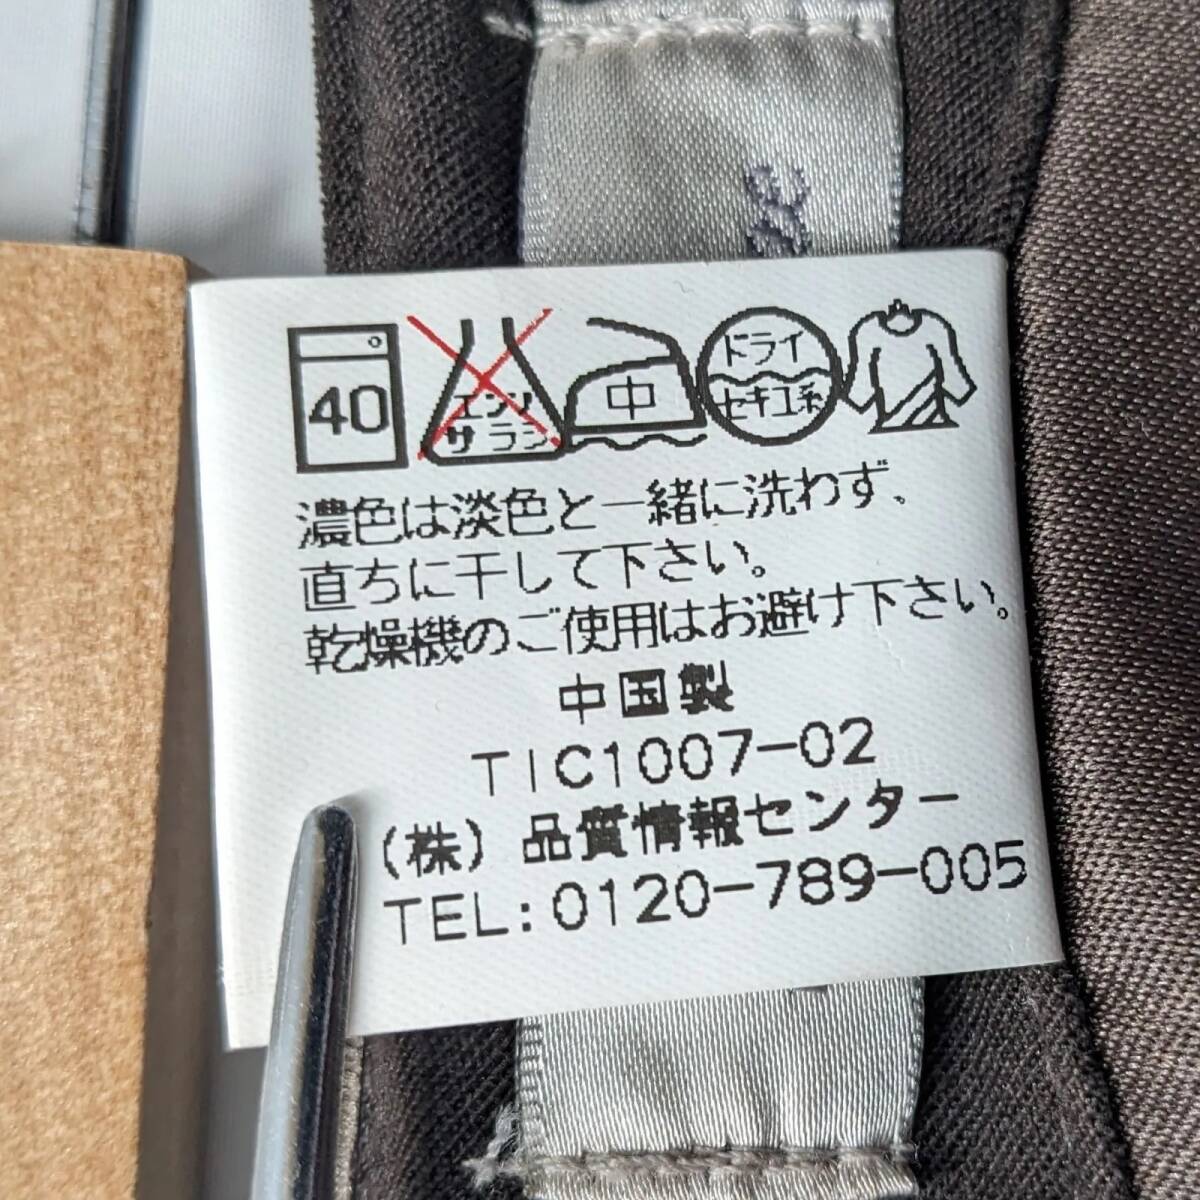 40
エンソ
サラシ
中
ドライ
セキユ系
濃色は淡色と一緒に洗わず、
直ちに干して下さい。
乾燥機のご使用はお避け下さい。
中国製
TIC1007-02
(株)品質情報センター
TEL:0120-789-005